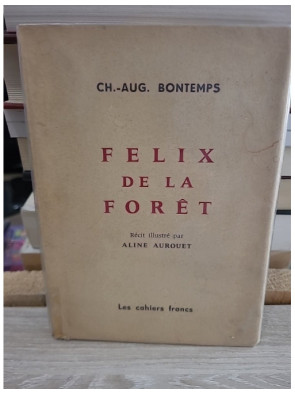 CH.-AUG. BONTEMPS
FELIX
DE LA
FORÊT
Récit illustré par
ALINE AUROUET
Les cahiers francs